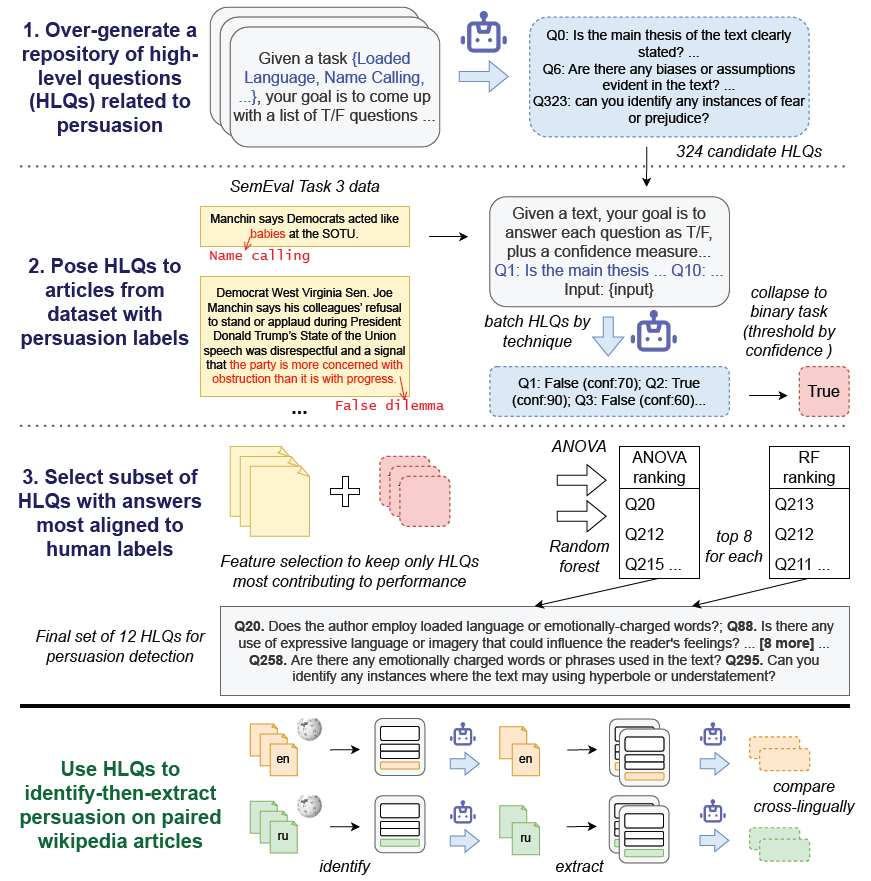 1. Over-generate a
repository of high-
level questions
(HLQs) related to
persuasion
Given a task {Loaded
Language, Name Calling,
...}, your goal is to come up
with a list of T/F questions ...
Q0: Is the main thesis of the text clearly
stated? ...
Q6: Are there any biases or assumptions
evident in the text? ...
Q323: can you identify any instances of fear
or prejudice?
324 candidate HLQs
2. Pose HLQs to
articles from
dataset with
persuasion labels
SemEval Task 3 data
Manchin says Democrats acted like
babies at the SOTU.
Name calling
Democrat West Virginia Sen. Joe
Manchin says his colleagues' refusal
to stand or applaud during President
Donald Trump's State of the Union
speech was disrespectful and a signal
that the party is more concerned with
obstruction than it is with progress.
False dilemma
...
Given a text, your goal is to
answer each question as T/F,
plus a confidence measure...
Q1: Is the main thesis ... Q10: ...
Input: {input}
batch HLQs by
technique
collapse to
binary task
(threshold by
confidence )
Q1: False (conf:70); Q2: True
(conf:90); Q3: False (conf:60)...
True
3. Select subset of
HLQs with answers
most aligned to
human labels
Feature selection to keep only HLQs
most contributing to performance
ANOVA
Random
forest
ANOVA
ranking
Q20
Q212
Q215 ...
top 8
for each
RF
ranking
Q213
Q212
Q211 ...
Final set of 12 HLQs for
persuasion detection
Q20. Does the author employ loaded language or emotionally-charged words?; Q88. Is there any
use of expressive language or imagery that could influence the reader's feelings? ... [8 more] ...
Q258. Are there any emotionally charged words or phrases used in the text? Q295. Can you
identify any instances where the text may using hyperbole or understatement?
Use HLQs to
identify-then-extract
persuasion on paired
wikipedia articles
en
en
ru
ru
identify
extract
compare
cross-lingually